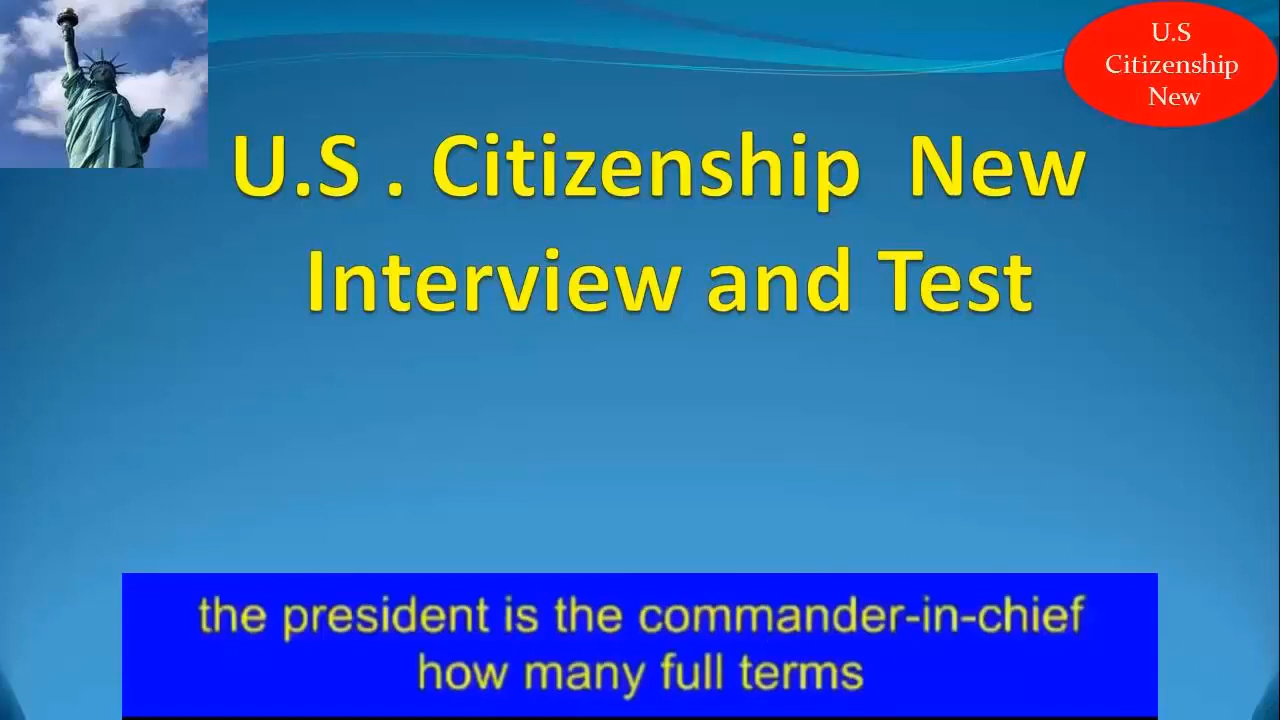 U.S
Citizenship
New
U.S . Citizenship New
Interview and Test
the president is the commander-in-chief
how many full terms